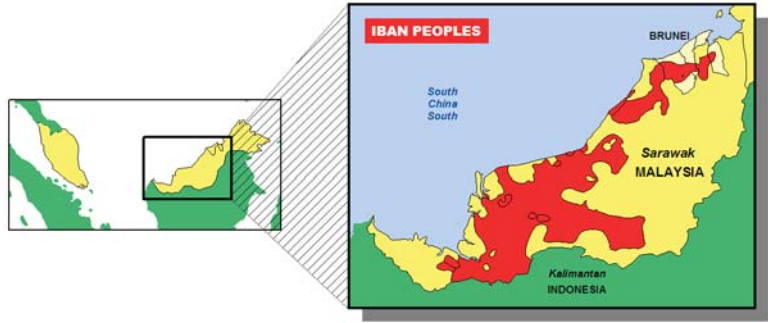 IBAN PEOPLES
BRUNEI
South
China
South
Sarawak
MALAYSIA
Kalimantan
INDONESIA